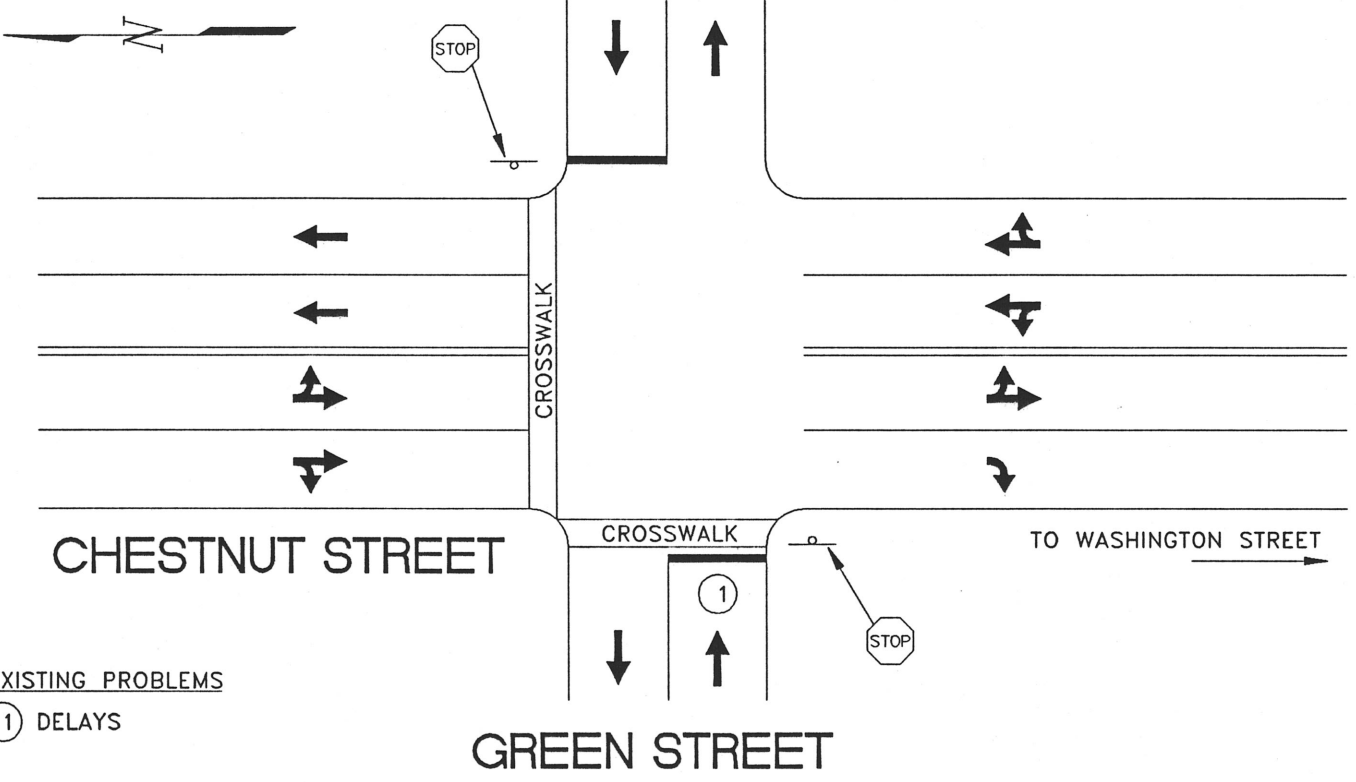 N
STOP
CROSSWALK
CHESTNUT STREET
CROSSWALK
TO WASHINGTON STREET
1
STOP
XISTING PROBLEMS
1 DELAYS
GREEN STREET